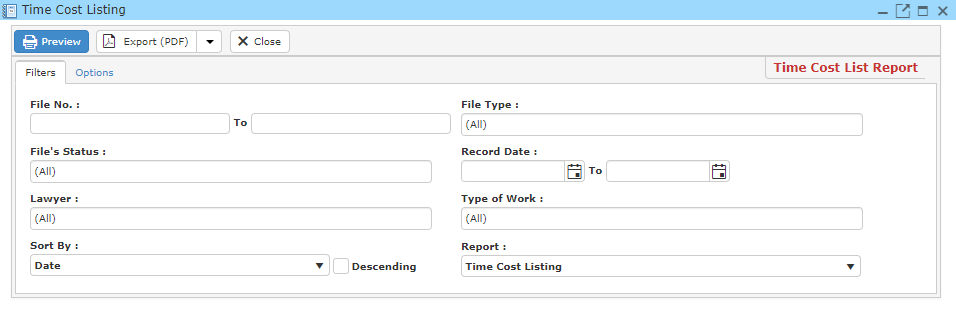 Time Cost Listing
Preview Export (PDF) Close
Filters Options Time Cost List Report
File No. : File Type :
To (All)
File's Status : Record Date :
(All) To
Lawyer : Type of Work :
(All) (All)
Sort By : Report :
Date Descending Time Cost Listing